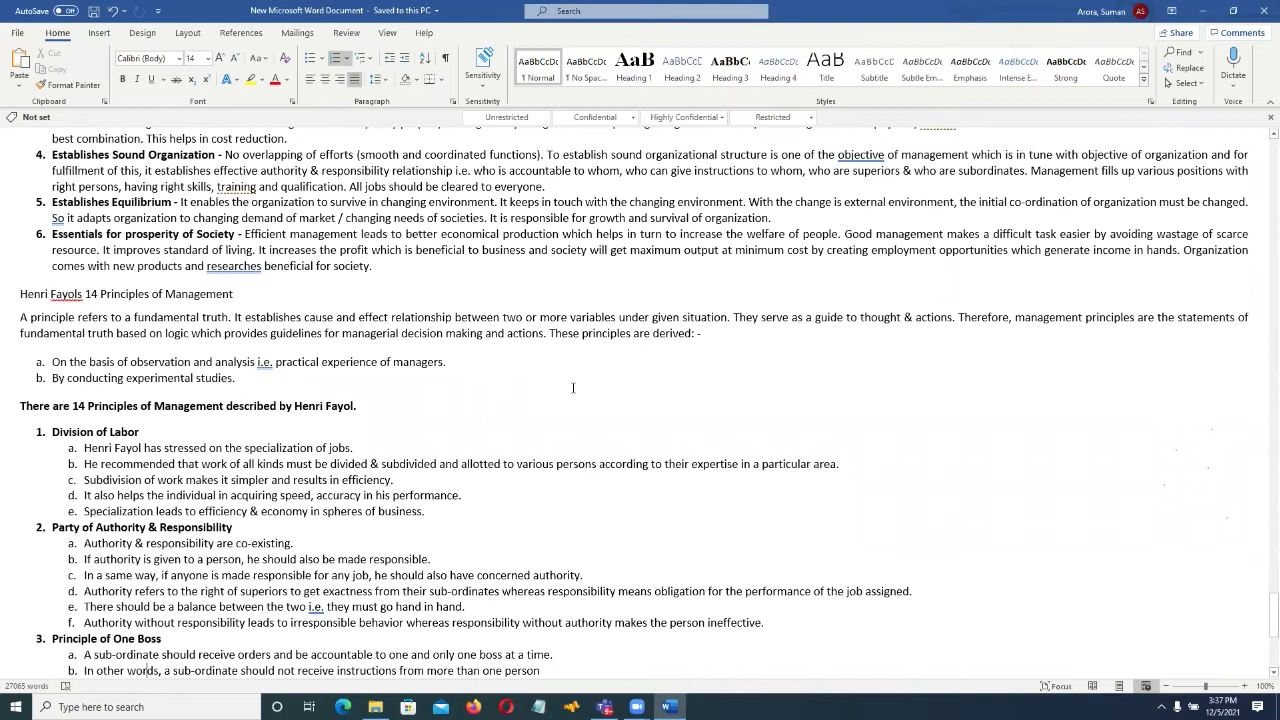 AutoSave Off New Microsoft Word Document - Saved to this PC Search Arora, Suman AS
File Home Insert Design Layout References Mailings Review View Help Share Comments
Paste Cut Copy Format Painter Clipboard
Calibri (Body) 14 Font
Paragraph
Sensitivity Sensitivity
AaBbCcDc ¶ Normal AaBbCcDc ¶ No Spac... AaB Heading 1 AaBbCcDc Heading 2 AaBbCc Heading 3 AaBbCcDc Heading 4 AaB Title AaBbCcD Subtitle AaBbCcDc Subtle Em... AaBbCcDc Emphasis AaBbCcDc Intense E... AaBbCcDc Strong AaBbCcDc Quote
Styles
Find Replace Select Editing
Dictate Voice
Not set Unrestricted Confidential Highly Confidential Restricted
best combination. This helps in cost reduction.
4. Establishes Sound Organization - No overlapping of efforts (smooth and coordinated functions). To establish sound organizational structure is one of the objective of management which is in tune with objective of organization and for
fulfillment of this, it establishes effective authority & responsibility relationship i.e. who is accountable to whom, who can give instructions to whom, who are superiors & who are subordinates. Management fills up various positions with
right persons, having right skills, training and qualification. All jobs should be cleared to everyone.
5. Establishes Equilibrium - It enables the organization to survive in changing environment. It keeps in touch with the changing environment. With the change is external environment, the initial co-ordination of organization must be changed.
So it adapts organization to changing demand of market / changing needs of societies. It is responsible for growth and survival of organization.
6. Essentials for prosperity of Society - Efficient management leads to better economical production which helps in turn to increase the welfare of people. Good management makes a difficult task easier by avoiding wastage of scarce
resource. It improves standard of living. It increases the profit which is beneficial to business and society will get maximum output at minimum cost by creating employment opportunities which generate income in hands. Organization
comes with new products and researches beneficial for society.
Henri Fayols 14 Principles of Management
A principle refers to a fundamental truth. It establishes cause and effect relationship between two or more variables under given situation. They serve as a guide to thought & actions. Therefore, management principles are the statements of
fundamental truth based on logic which provides guidelines for managerial decision making and actions. These principles are derived: -
a. On the basis of observation and analysis i.e. practical experience of managers.
b. By conducting experimental studies.
There are 14 Principles of Management described by Henri Fayol.
1. Division of Labor
a. Henri Fayol has stressed on the specialization of jobs.
b. He recommended that work of all kinds must be divided & subdivided and allotted to various persons according to their expertise in a particular area.
c. Subdivision of work makes it simpler and results in efficiency.
d. It also helps the individual in acquiring speed, accuracy in his performance.
e. Specialization leads to efficiency & economy in spheres of business.
2. Party of Authority & Responsibility
a. Authority & responsibility are co-existing.
b. If authority is given to a person, he should also be made responsible.
c. In a same way, if anyone is made responsible for any job, he should also have concerned authority.
d. Authority refers to the right of superiors to get exactness from their sub-ordinates whereas responsibility means obligation for the performance of the job assigned.
e. There should be a balance between the two i.e. they must go hand in hand.
f. Authority without responsibility leads to irresponsible behavior whereas responsibility without authority makes the person ineffective.
3. Principle of One Boss
a. A sub-ordinate should receive orders and be accountable to one and only one boss at a time.
b. In other words, a sub-ordinate should not receive instructions from more than one person
27065 words Focus 100%
Type here to search 3:37 PM
12/5/2021